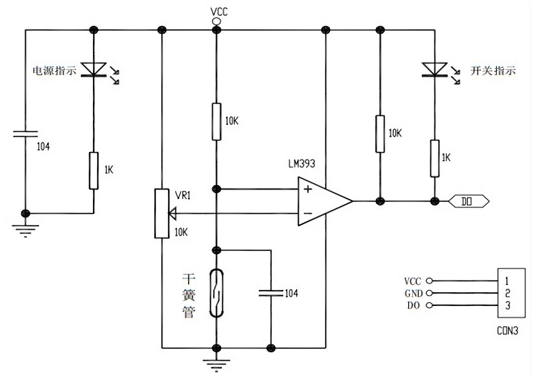 VCC
电源指示
开关指示
104
1K
10K
LM393
10K
1K
VR1
10K
+
−
DO
干簧管
104
VCC 1
GND 2
DO 3
CON3